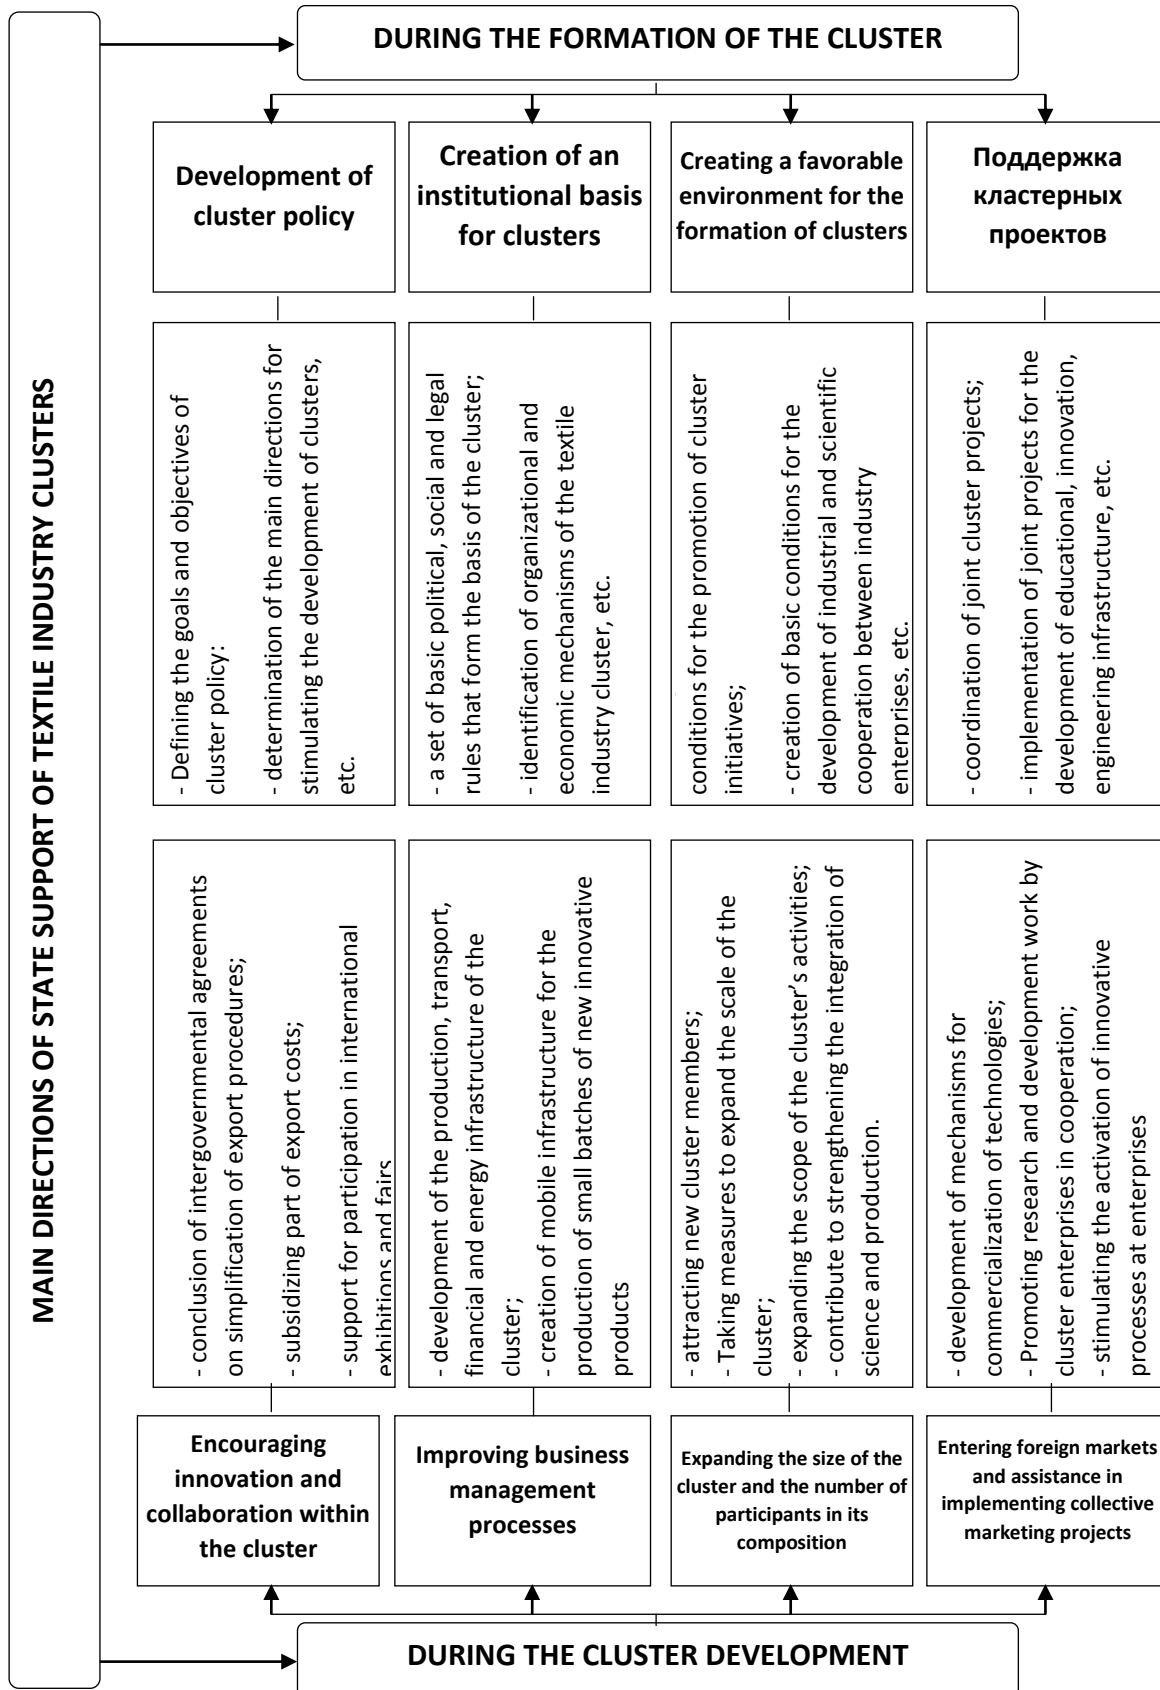 MAIN DIRECTIONS OF STATE SUPPORT OF TEXTILE INDUSTRY CLUSTERS
DURING THE FORMATION OF THE CLUSTER
Development of
cluster policy
Creation of an
institutional basis
for clusters
Creating a favorable
environment for the
formation of clusters
Поддержка
кластерных
проектов
- Defining the goals and objectives of
cluster policy:
- determination of the main directions for
stimulating the development of clusters,
etc.
- a set of basic political, social and legal
rules that form the basis of the cluster;
- identification of organizational and
economic mechanisms of the textile
industry cluster, etc.
conditions for the promotion of cluster
initiatives;
- creation of basic conditions for the
development of industrial and scientific
cooperation between industry
enterprises, etc.
- coordination of joint cluster projects;
- implementation of joint projects for the
development of educational, innovation,
engineering infrastructure, etc.
- conclusion of intergovernmental agreements
on simplification of export procedures;
- subsidizing part of export costs;
- support for participation in international
exhibitions and fairs
- development of the production, transport,
financial and energy infrastructure of the
cluster;
- creation of mobile infrastructure for the
production of small batches of new innovative
products
- attracting new cluster members;
- Taking measures to expand the scale of the
cluster;
- expanding the scope of the cluster's activities;
- contribute to strengthening the integration of
science and production.
- development of mechanisms for
commercialization of technologies;
- Promoting research and development work by
cluster enterprises in cooperation;
- stimulating the activation of innovative
processes at enterprises
Encouraging
innovation and
collaboration within
the cluster
Improving business
management
processes
Expanding the size of the
cluster and the number of
participants in its
composition
Entering foreign markets
and assistance in
implementing collective
marketing projects
DURING THE CLUSTER DEVELOPMENT